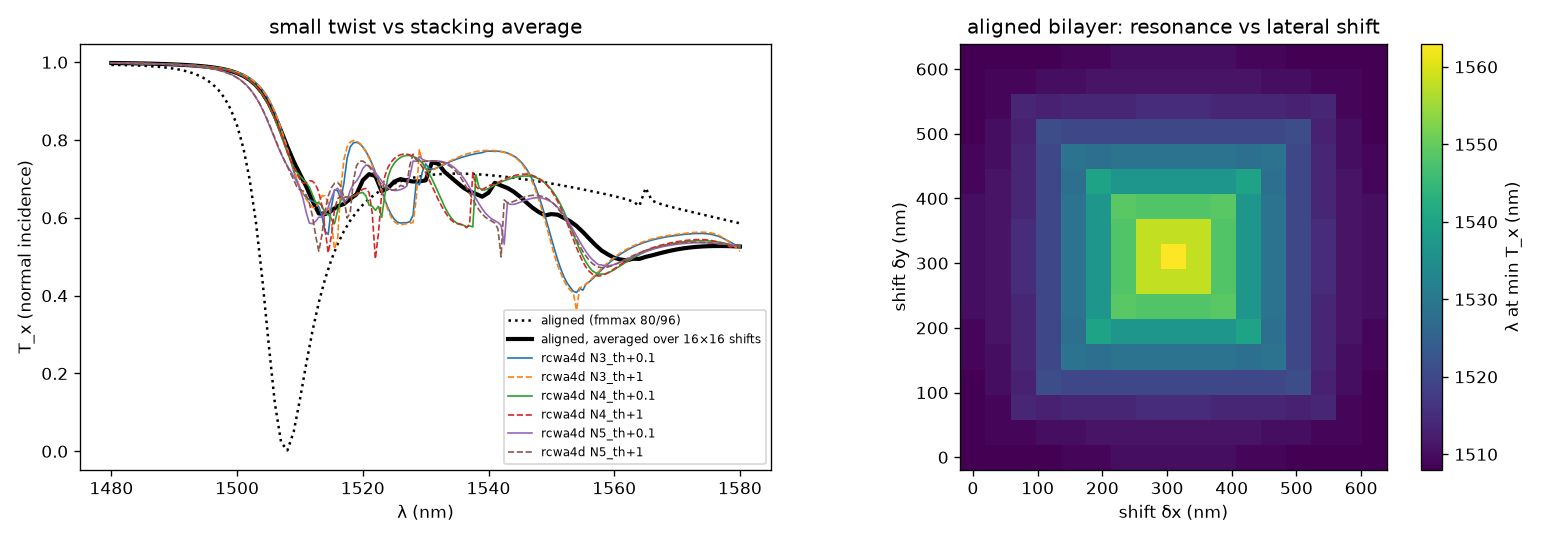 small twist vs stacking average
T_x (normal incidence)
1.0
0.8
0.6
0.4
0.2
0.0
1480 1500 1520 1540 1560 1580
λ (nm)
aligned (fmmax 80/96)
aligned, averaged over 16×16 shifts
rcwa4d N3_th+0.1
rcwa4d N3_th+1
rcwa4d N4_th+0.1
rcwa4d N4_th+1
rcwa4d N5_th+0.1
rcwa4d N5_th+1
aligned bilayer: resonance vs lateral shift
shift δy (nm)
600
500
400
300
200
100
0
0 100 200 300 400 500 600
shift δx (nm)
1560
1550
1540
1530
1520
1510
λ at min T_x (nm)